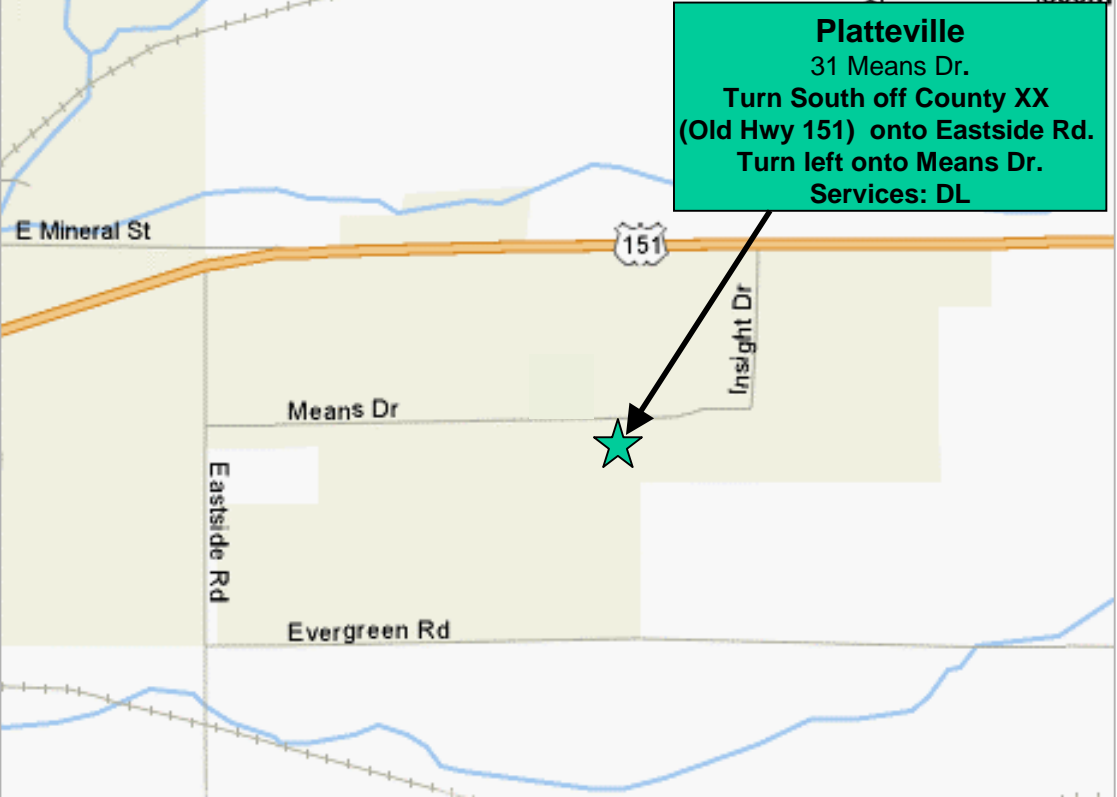 Platteville
31 Means Dr.
Turn South off County XX
(Old Hwy 151) onto Eastside Rd.
Turn left onto Means Dr.
Services: DL
E Mineral St
151
Insight Dr
Means Dr
Eastside Rd
Evergreen Rd